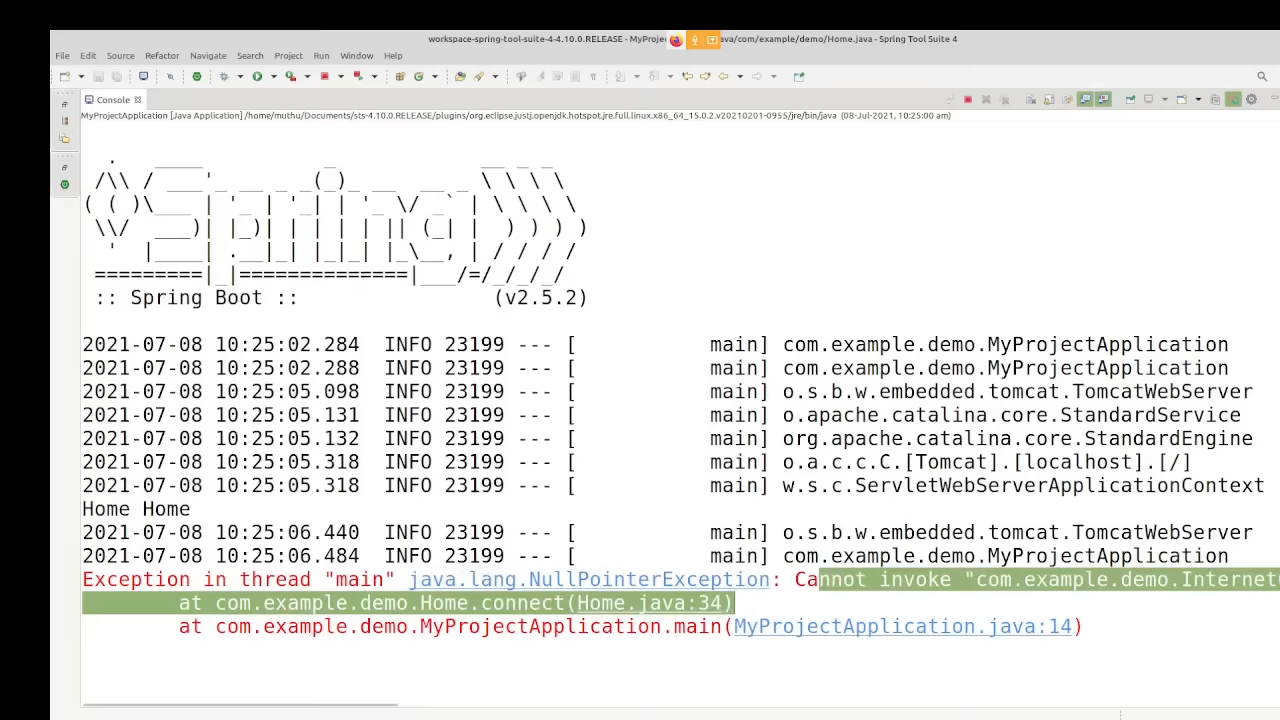 workspace-spring-tool-suite-4-4.10.0.RELEASE - MyProje ava/com/example/demo/Home.java - Spring Tool Suite 4
File Edit Source Refactor Navigate Search Project Run Window Help
Console
MyProjectApplication [Java Application] /home/muthu/Documents/sts-4.10.0.RELEASE/plugins/org.eclipse.justj.openjdk.hotspot.jre.full.linux.x86_64_15.0.2.v20210201-0955/jre/bin/java (08-Jul-2021, 10:25:00 am)
Spring
:: Spring Boot :: (v2.5.2)
2021-07-08 10:25:02.284 INFO 23199 --- [ main] com.example.demo.MyProjectApplication
2021-07-08 10:25:02.288 INFO 23199 --- [ main] com.example.demo.MyProjectApplication
2021-07-08 10:25:05.098 INFO 23199 --- [ main] o.s.b.w.embedded.tomcat.TomcatWebServer
2021-07-08 10:25:05.131 INFO 23199 --- [ main] o.apache.catalina.core.StandardService
2021-07-08 10:25:05.132 INFO 23199 --- [ main] org.apache.catalina.core.StandardEngine
2021-07-08 10:25:05.318 INFO 23199 --- [ main] o.a.c.c.C.[Tomcat].[localhost].[/]
2021-07-08 10:25:05.318 INFO 23199 --- [ main] w.s.c.ServletWebServerApplicationContext
Home Home
2021-07-08 10:25:06.440 INFO 23199 --- [ main] o.s.b.w.embedded.tomcat.TomcatWebServer
2021-07-08 10:25:06.484 INFO 23199 --- [ main] com.example.demo.MyProjectApplication
Exception in thread "main" java.lang.NullPointerException: Cannot invoke "com.example.demo.Internet
at com.example.demo.Home.connect(Home.java:34)
at com.example.demo.MyProjectApplication.main(MyProjectApplication.java:14)